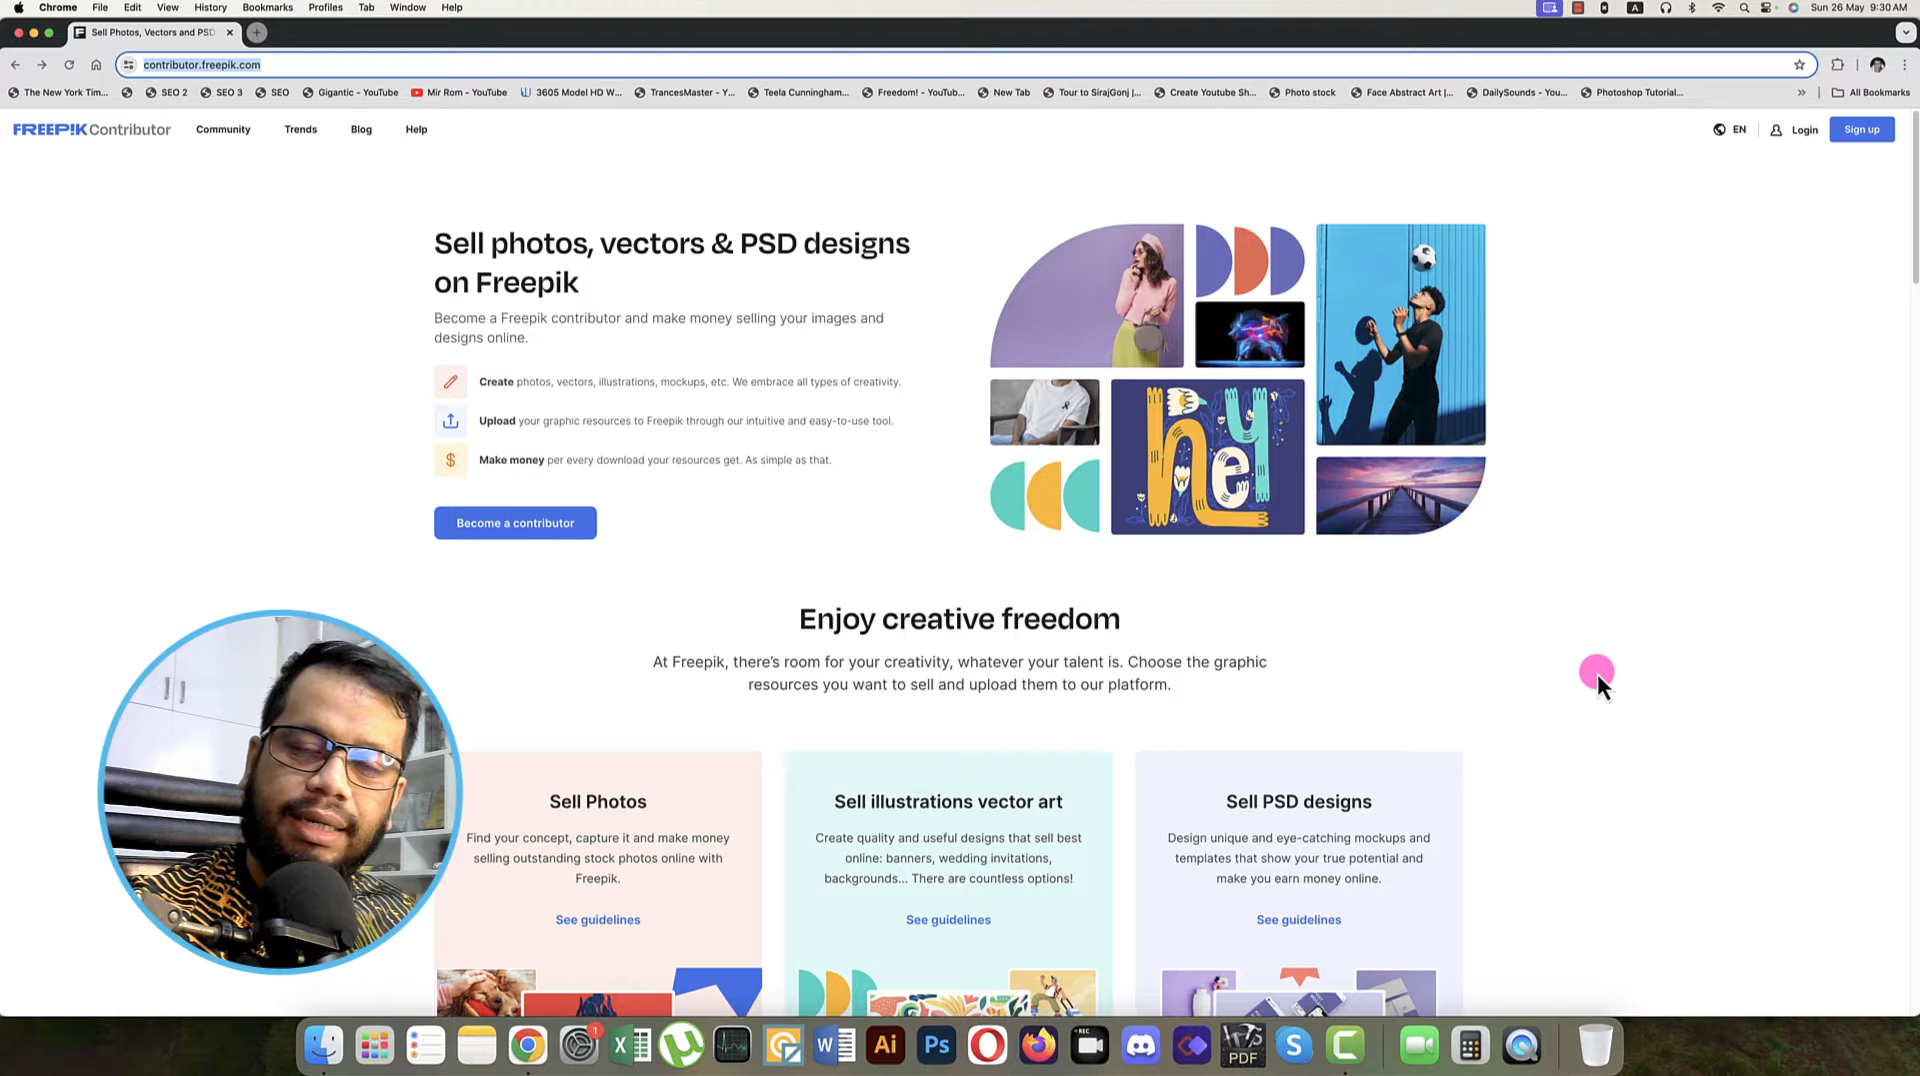 Chrome File Edit View History Bookmarks Profiles Tab Window Help
A
Sun 26 May 9:30 AM
Sell Photos, Vectors and PSD
contributor.freepik.com
The New York Tim...
SEO 2
SEO 3
SEO
Gigantic - YouTube
Mir Rom - YouTube
3605 Model HD W...
TrancesMaster - Y...
Teela Cunningham...
Freedom! - YouTub...
New Tab
Tour to SirajGonj |...
Create Youtube Sh...
Photo stock
Face Abstract Art |...
DailySounds - You...
Photoshop Tutorial...
All Bookmarks
FREEP!K Contributor
Community
Trends
Blog
Help
EN
Login
Sign up
Sell photos, vectors & PSD designs
on Freepik
Become a Freepik contributor and make money selling your images and
designs online.
Create photos, vectors, illustrations, mockups, etc. We embrace all types of creativity.
Upload your graphic resources to Freepik through our intuitive and easy-to-use tool.
$ Make money per every download your resources get. As simple as that.
Become a contributor
hey
Enjoy creative freedom
At Freepik, there's room for your creativity, whatever your talent is. Choose the graphic
resources you want to sell and upload them to our platform.
Sell Photos
Find your concept, capture it and make money
selling outstanding stock photos online with
Freepik.
See guidelines
Sell illustrations vector art
Create quality and useful designs that sell best
online: banners, wedding invitations,
backgrounds... There are countless options!
See guidelines
Sell PSD designs
Design unique and eye-catching mockups and
templates that show your true potential and
make you earn money online.
See guidelines
1
X
W
Ai
Ps
REC
PDF
S
C